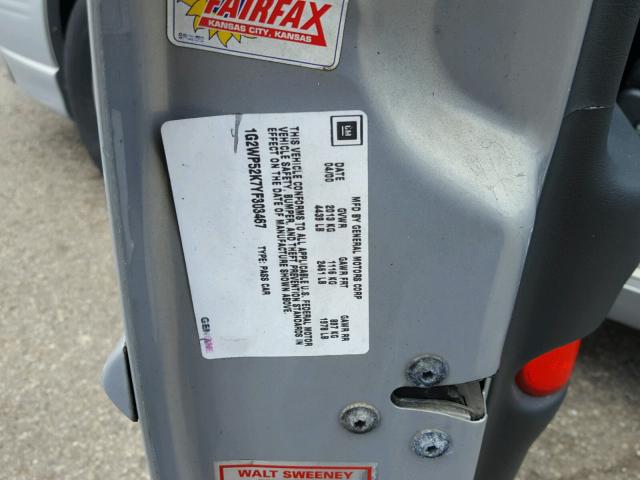 FAIRFAX
KANSAS CITY, KANSAS
GM
MFD BY GENERAL MOTORS CORP
DATE GVWR GAWR FRT GAWR RR
04/00 2013 KG 1116 KG 897 KG
4439 LB 2461 LB 1978 LB
THIS VEHICLE CONFORMS TO ALL APPLICABLE U.S. FEDERAL MOTOR
VEHICLE SAFETY, BUMPER, AND THEFT PREVENTION STANDARDS IN
EFFECT ON THE DATE OF MANUFACTURE SHOWN ABOVE.
1G2WP52K7YF303467 TYPE: PASS CAR
WALT SWEENEY